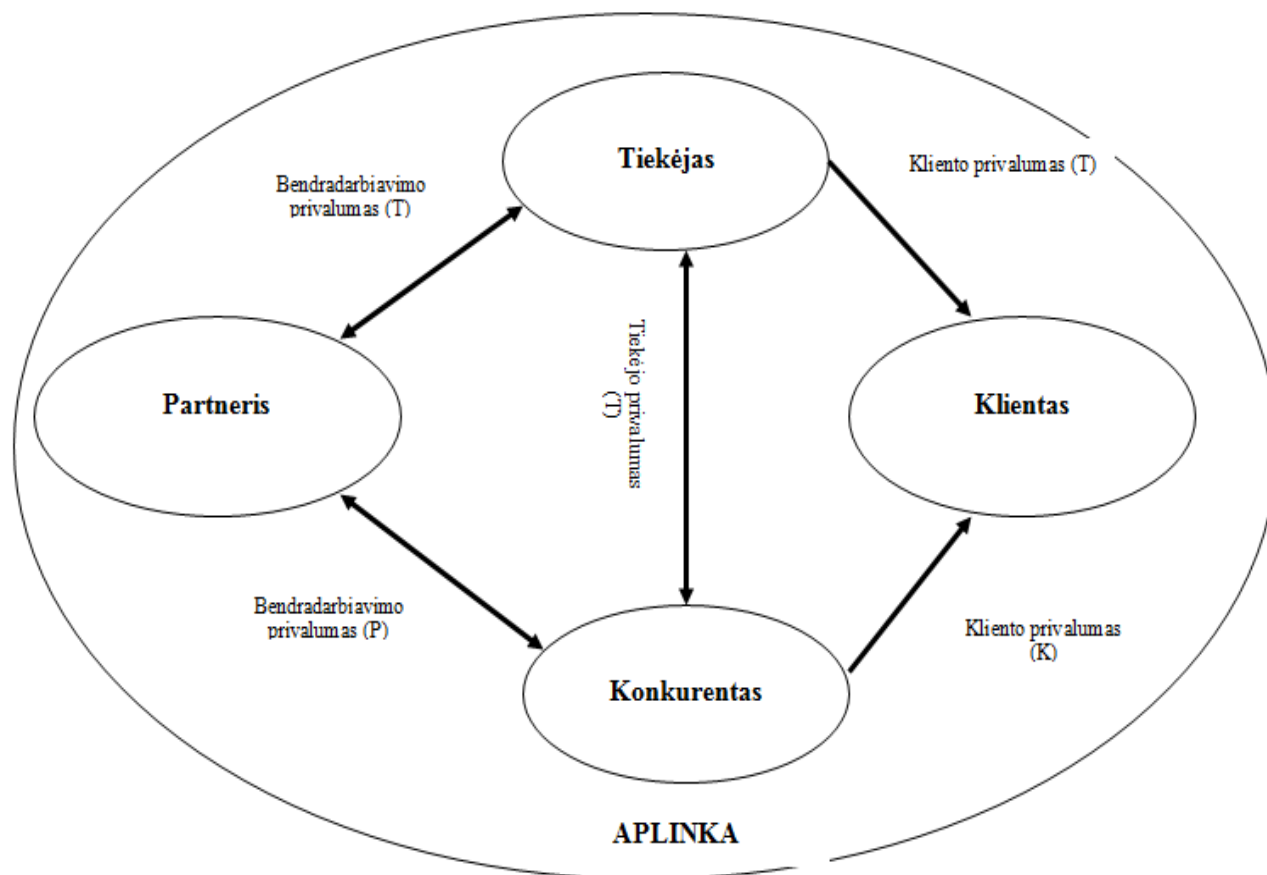 Tiekėjas
Kliento privalumas (T)
Bendradarbiavimo
privalumas (T)
Tiekėjo privalumas
(T)
Partneris
Klientas
Bendradarbiavimo
privalumas (P)
Kliento privalumas
(K)
Konkurentas
APLINKA